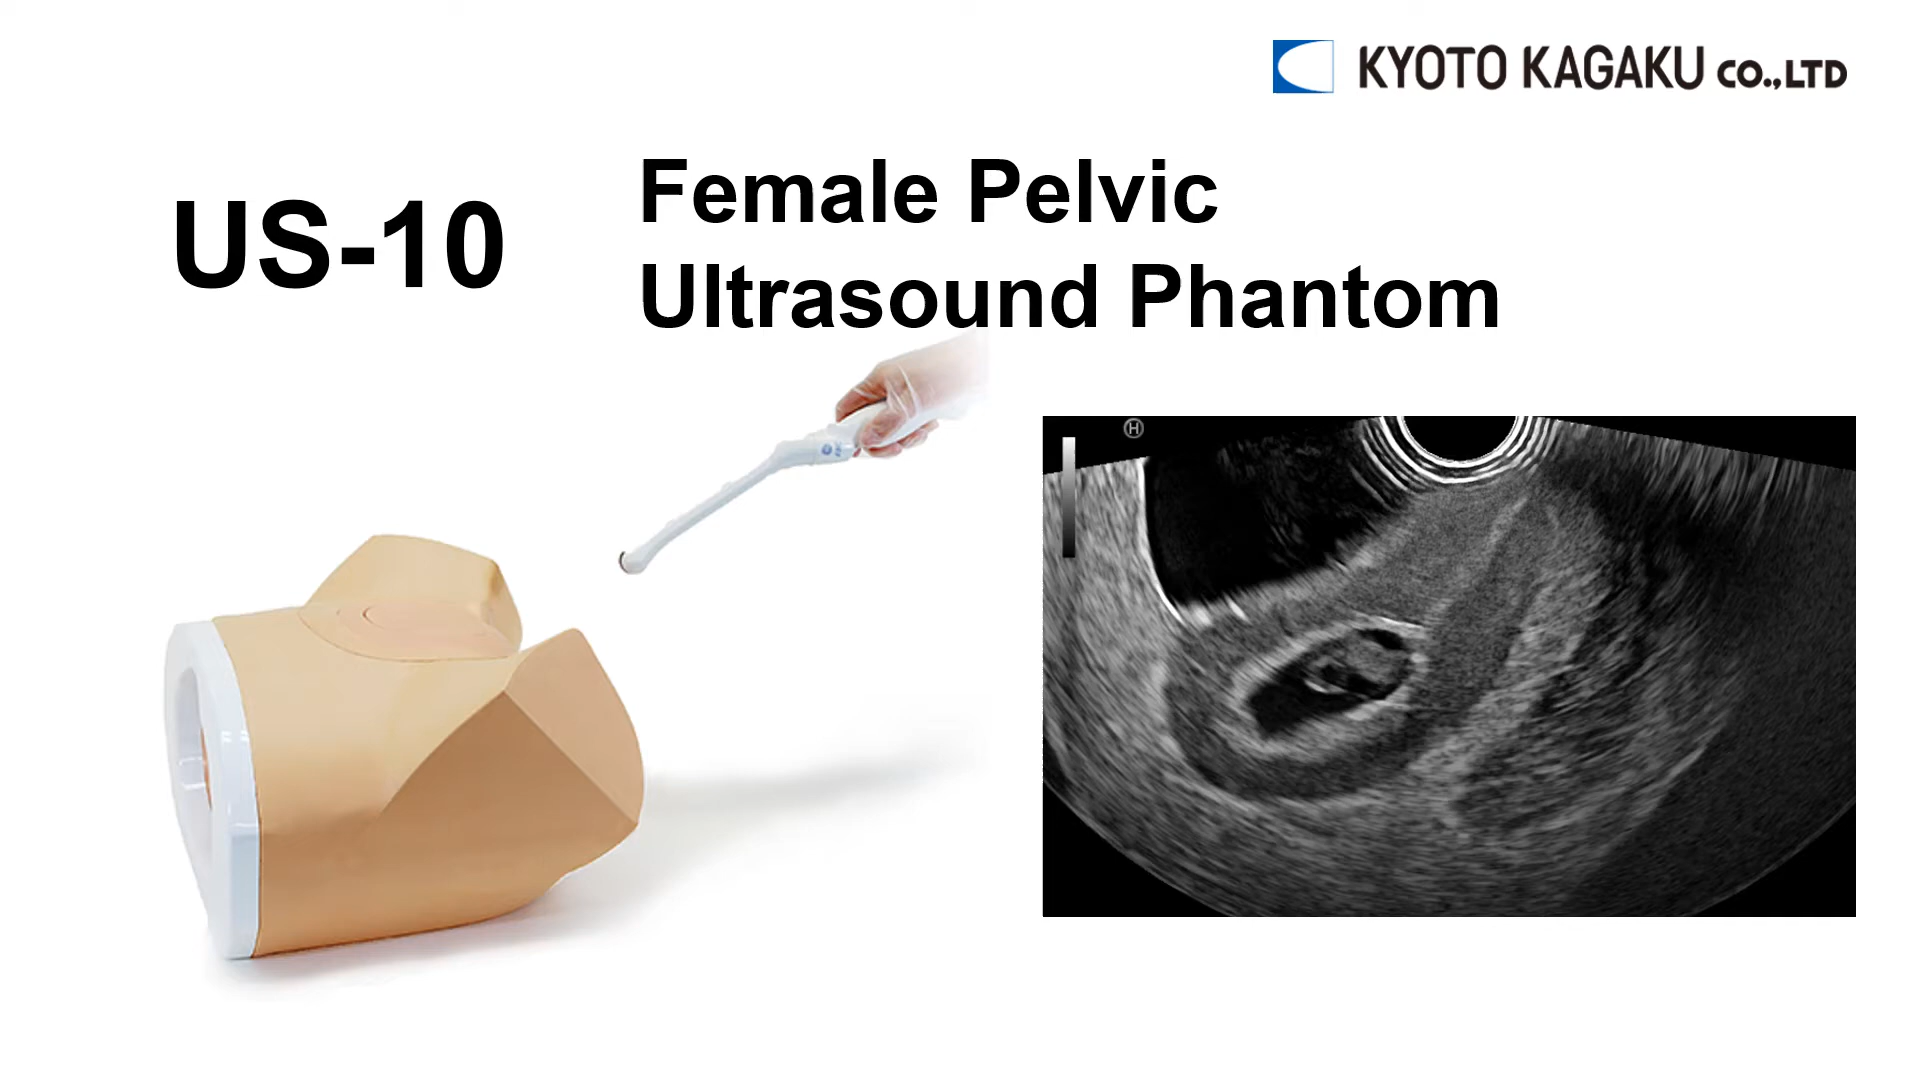 KYOTO KAGAKU CO.,LTD
US-10
Female Pelvic
Ultrasound Phantom
H